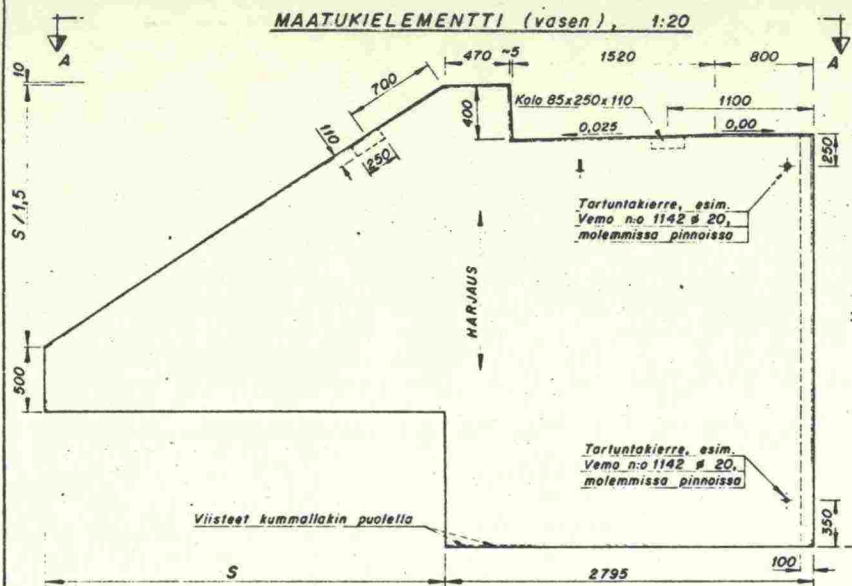 MAATUKIELEMENTTI (vasen), 1:20
A
A
10
470
~5
1520
800
700
Kolo 85x250x110
1100
400
0,025
0,00
110
250
250
S/1,5
Tartuntakierre, esim.
Vemo n:o 1142 ø 20,
molemmissa pinnoissa
HARJAUS
500
Tartuntakierre, esim.
Vemo n:o 1142 ø 20,
molemmissa pinnoissa
Viisteet kummallakin puolella
350
100
S
2795